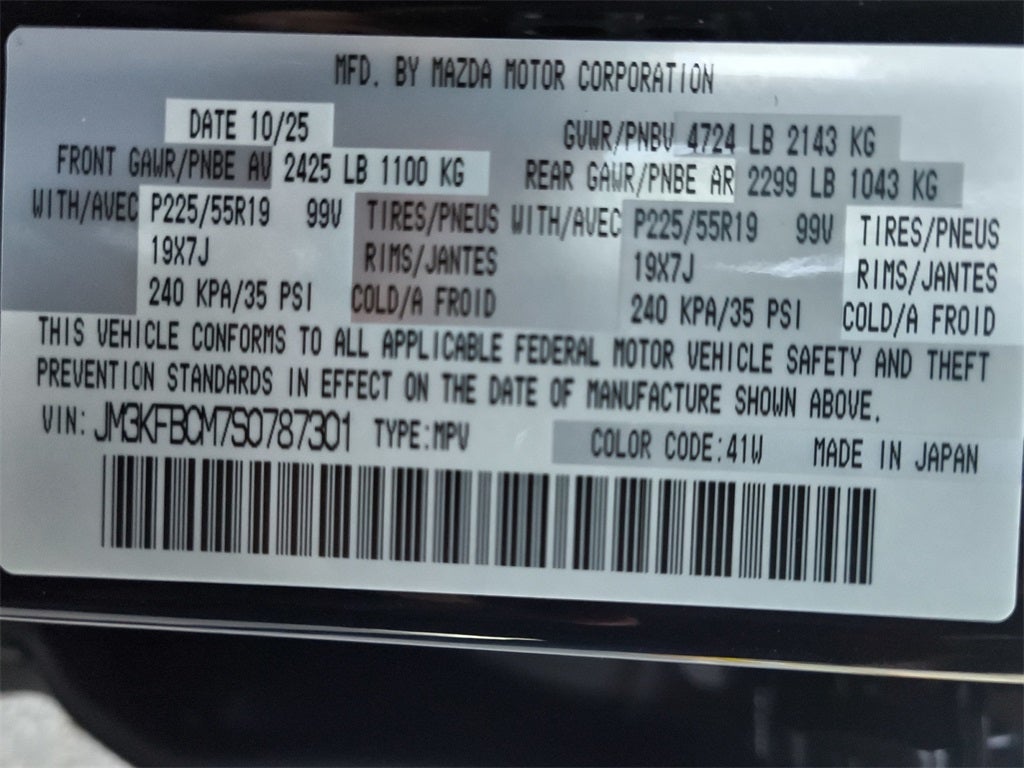 MFD. BY MAZDA MOTOR CORPORATION
DATE 10/25 GVWR/PNBV 4724 LB 2143 KG
FRONT GAWR/PNBE AV 2425 LB 1100 KG REAR GAWR/PNBE AR 2299 LB 1043 KG
WITH/AVEC P225/55R19 99V TIRES/PNEUS WITH/AVEC P225/55R19 99V TIRES/PNEUS
19X7J RIMS/JANTES 19X7J RIMS/JANTES
240 KPA/35 PSI COLD/A FROID 240 KPA/35 PSI COLD/A FROID
THIS VEHICLE CONFORMS TO ALL APPLICABLE FEDERAL MOTOR VEHICLE SAFETY AND THEFT
PREVENTION STANDARDS IN EFFECT ON THE DATE OF MANUFACTURE SHOWN ABOVE.
VIN: JM3KFBCM7S0787301 TYPE:MPV COLOR CODE:41W MADE IN JAPAN